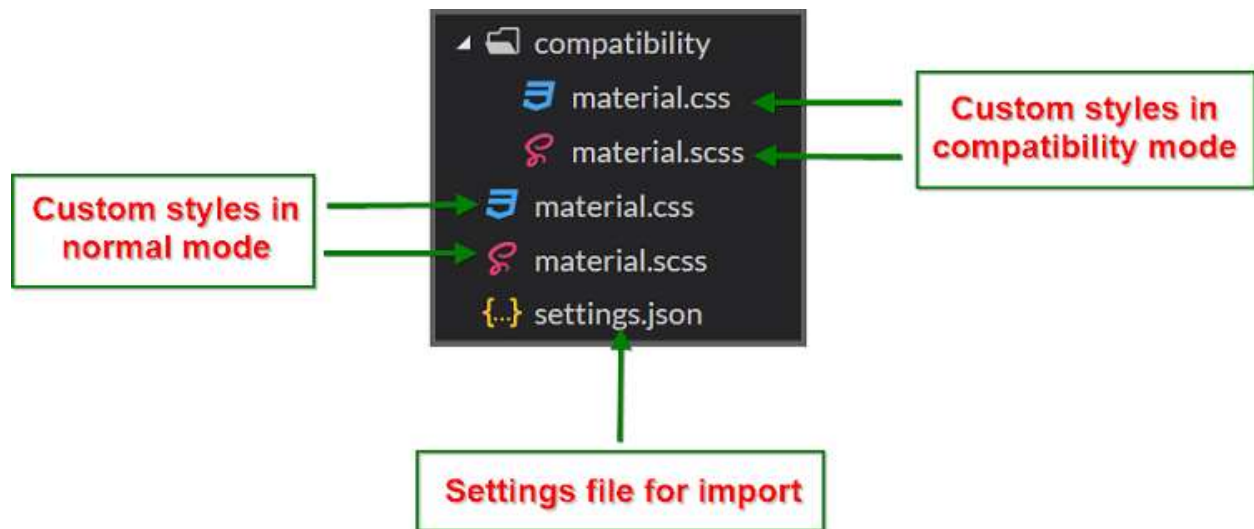 compatibility
material.css
material.scss
material.css
material.scss
{...} settings.json
Custom styles in
compatibility mode
Custom styles in
normal mode
Settings file for import